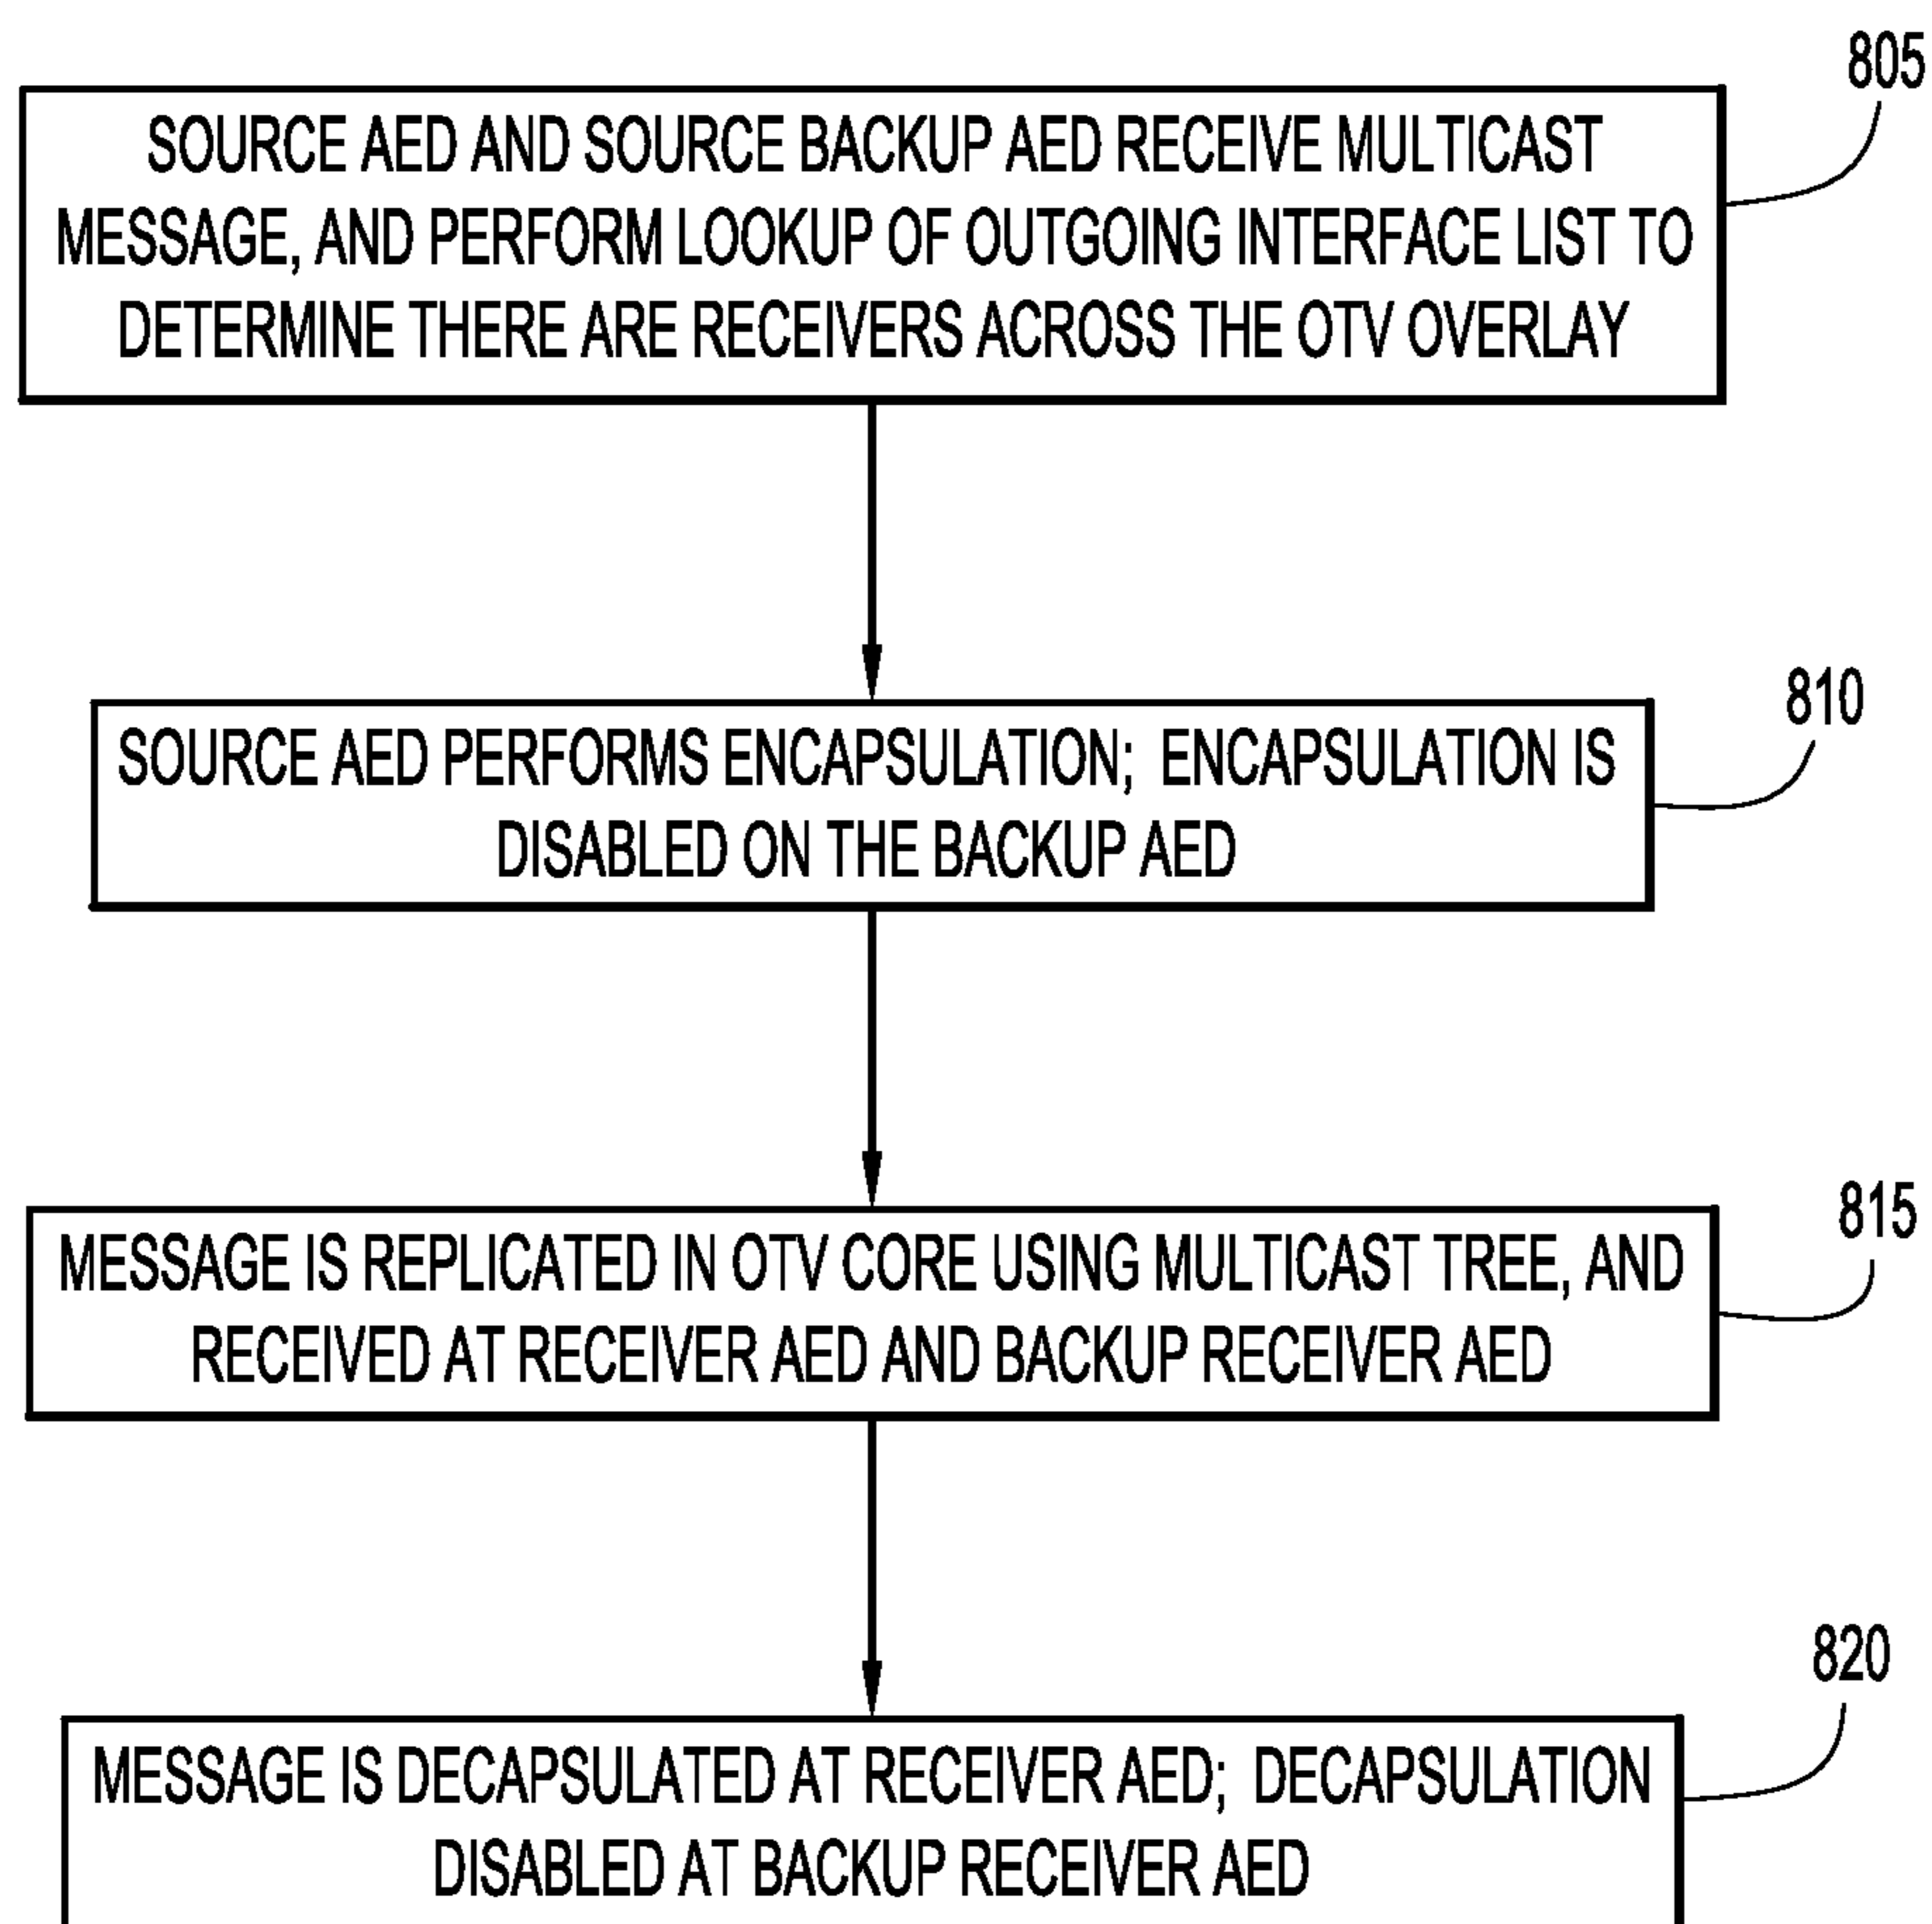 805
SOURCE AED AND SOURCE BACKUP AED RECEIVE MULTICAST
MESSAGE, AND PERFORM LOOKUP OF OUTGOING INTERFACE LIST TO
DETERMINE THERE ARE RECEIVERS ACROSS THE OTV OVERLAY
810
SOURCE AED PERFORMS ENCAPSULATION; ENCAPSULATION IS
DISABLED ON THE BACKUP AED
815
MESSAGE IS REPLICATED IN OTV CORE USING MULTICAST TREE, AND
RECEIVED AT RECEIVER AED AND BACKUP RECEIVER AED
820
MESSAGE IS DECAPSULATED AT RECEIVER AED; DECAPSULATION
DISABLED AT BACKUP RECEIVER AED